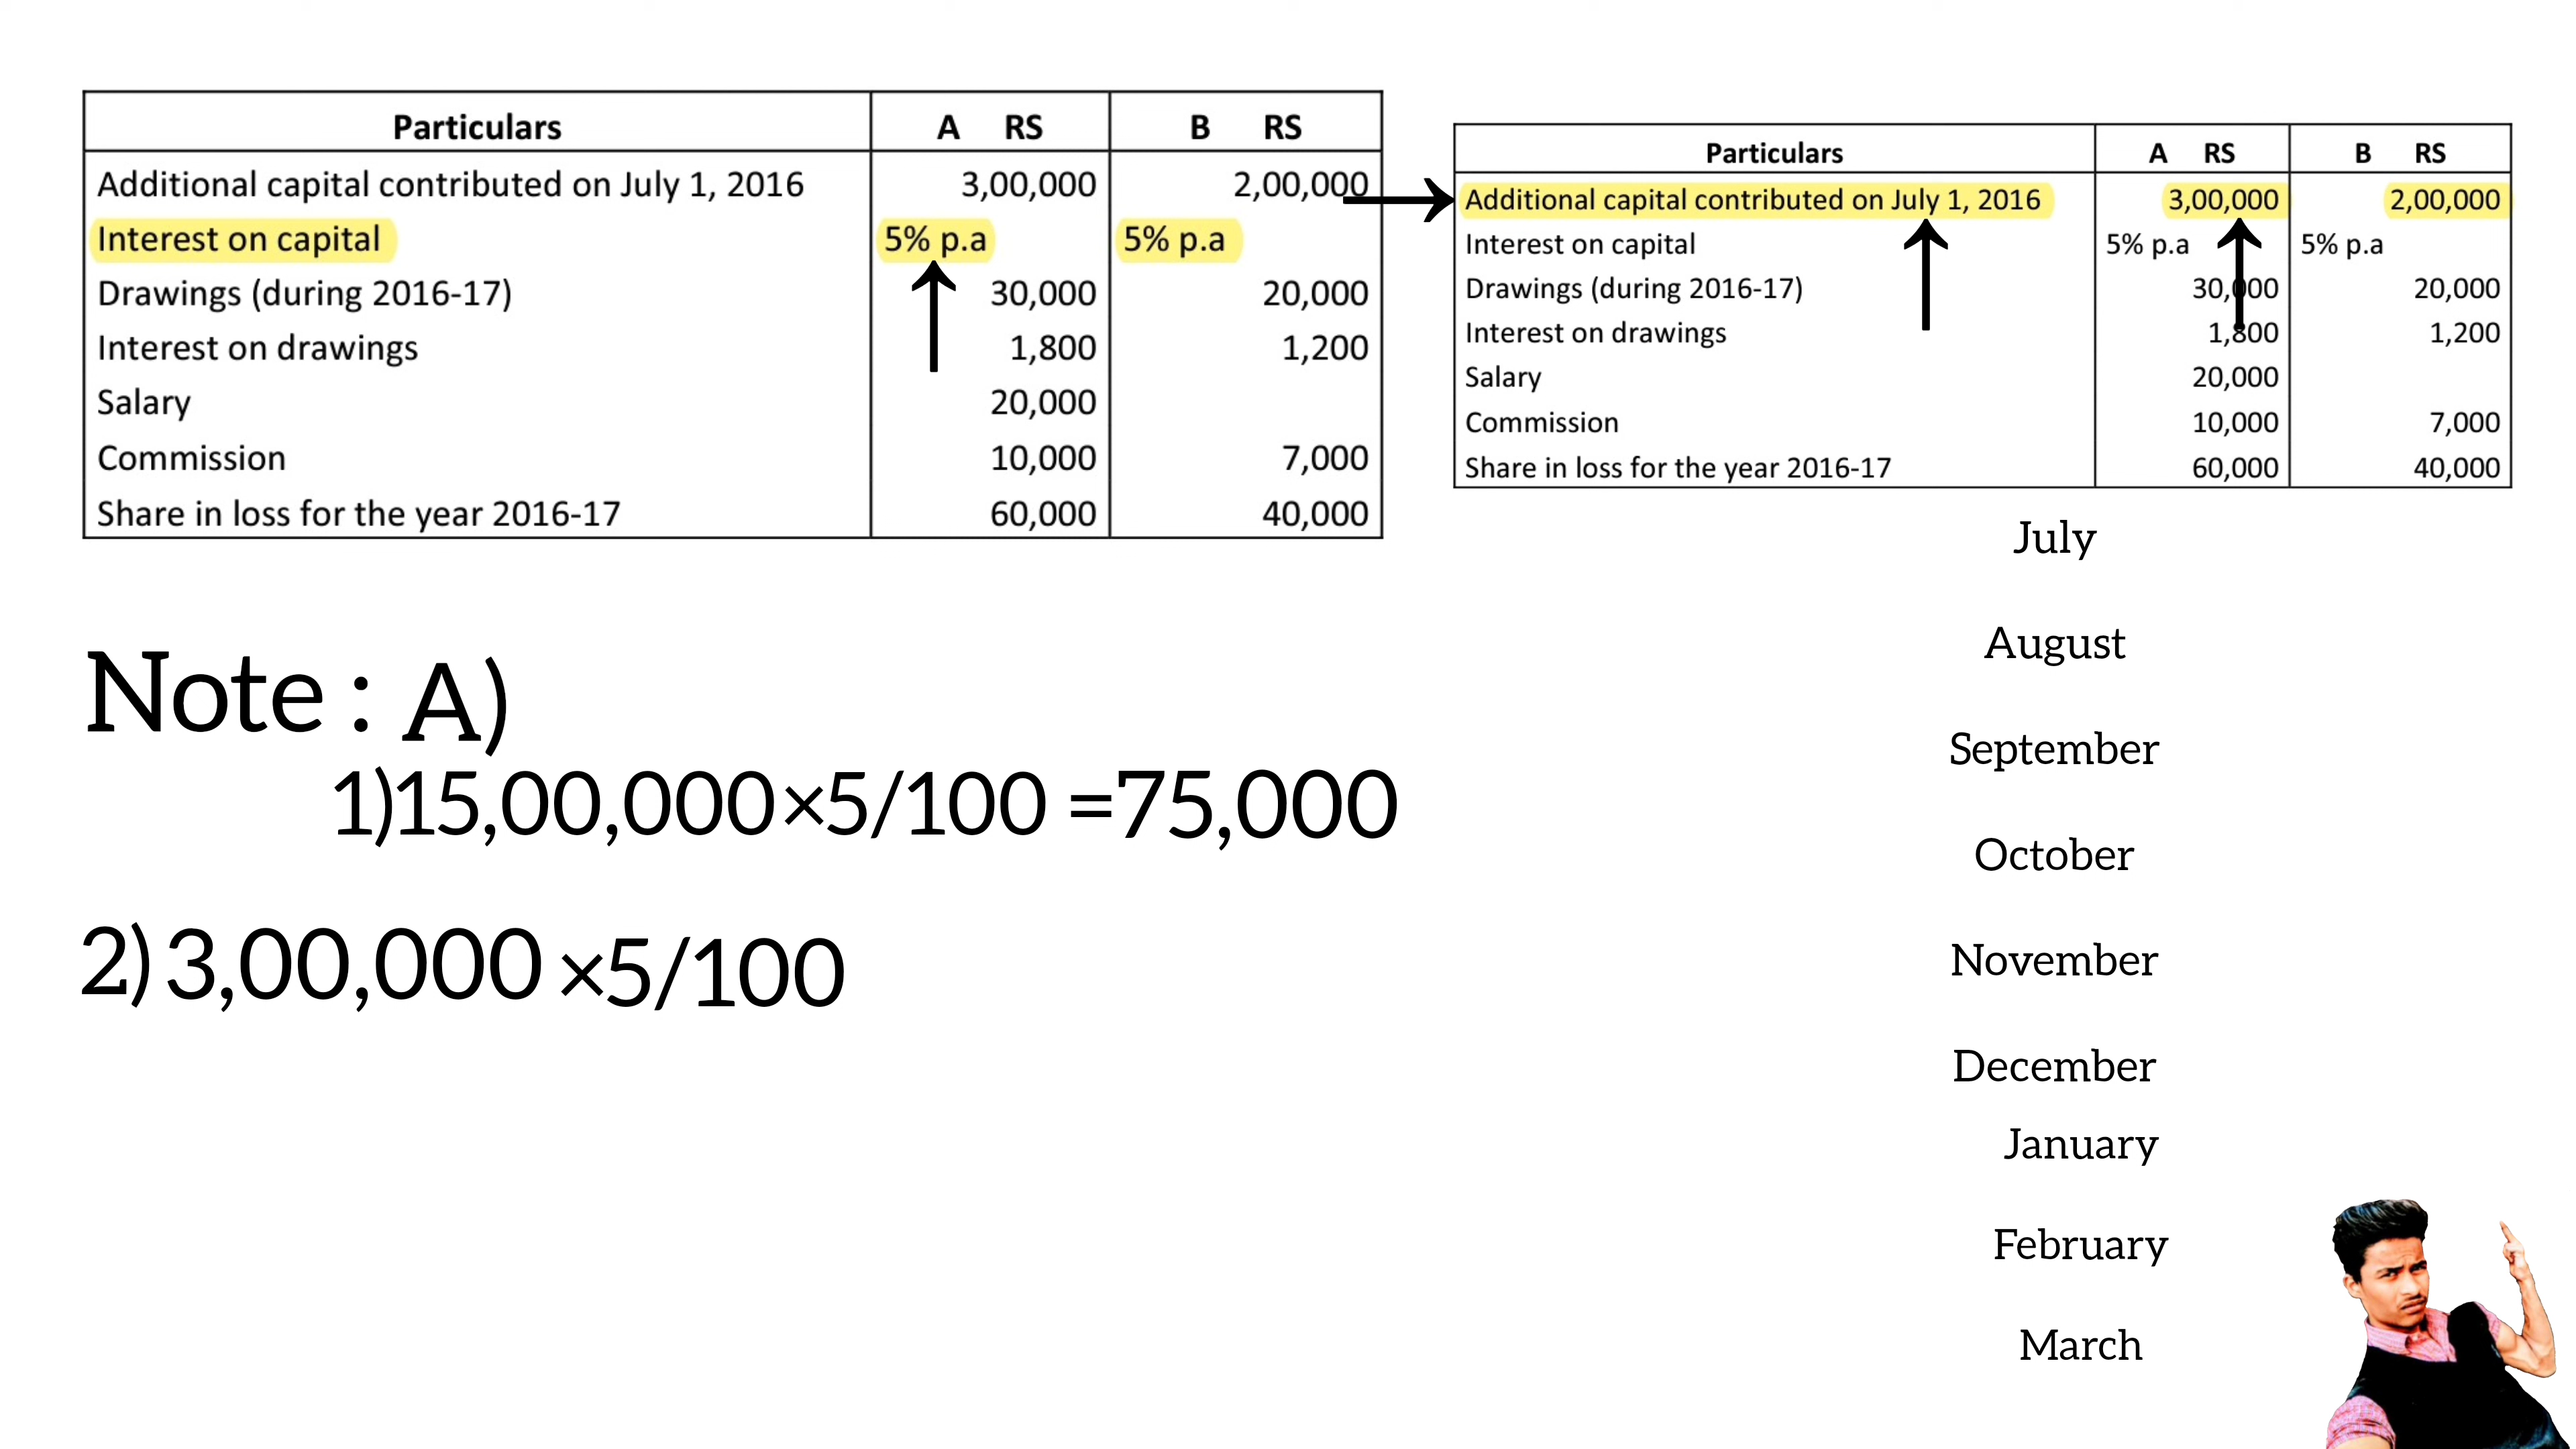 Particulars A RS B RS
Additional capital contributed on July 1, 2016 3,00,000 2,00,000
Interest on capital 5% p.a 5% p.a
Drawings (during 2016-17) 30,000 20,000
Interest on drawings 1,800 1,200
Salary 20,000
Commission 10,000 7,000
Share in loss for the year 2016-17 60,000 40,000
Particulars A RS B RS
Additional capital contributed on July 1, 2016 3,00,000 2,00,000
Interest on capital 5% p.a 5% p.a
Drawings (during 2016-17) 30,000 20,000
Interest on drawings 1,800 1,200
Salary 20,000
Commission 10,000 7,000
Share in loss for the year 2016-17 60,000 40,000
Note : A)
1)15,00,000×5/100 =75,000
2) 3,00,000 ×5/100
July
August
September
October
November
December
January
February
March